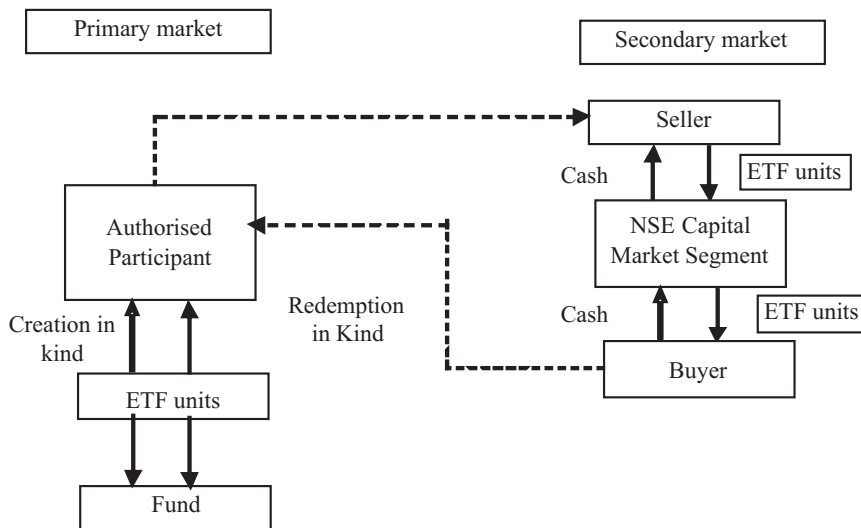 Primary market
Secondary market
Seller
Cash
ETF units
Authorised
Participant
NSE Capital
Market Segment
Creation in
kind
Redemption
in Kind
Cash
ETF units
Buyer
ETF units
Fund